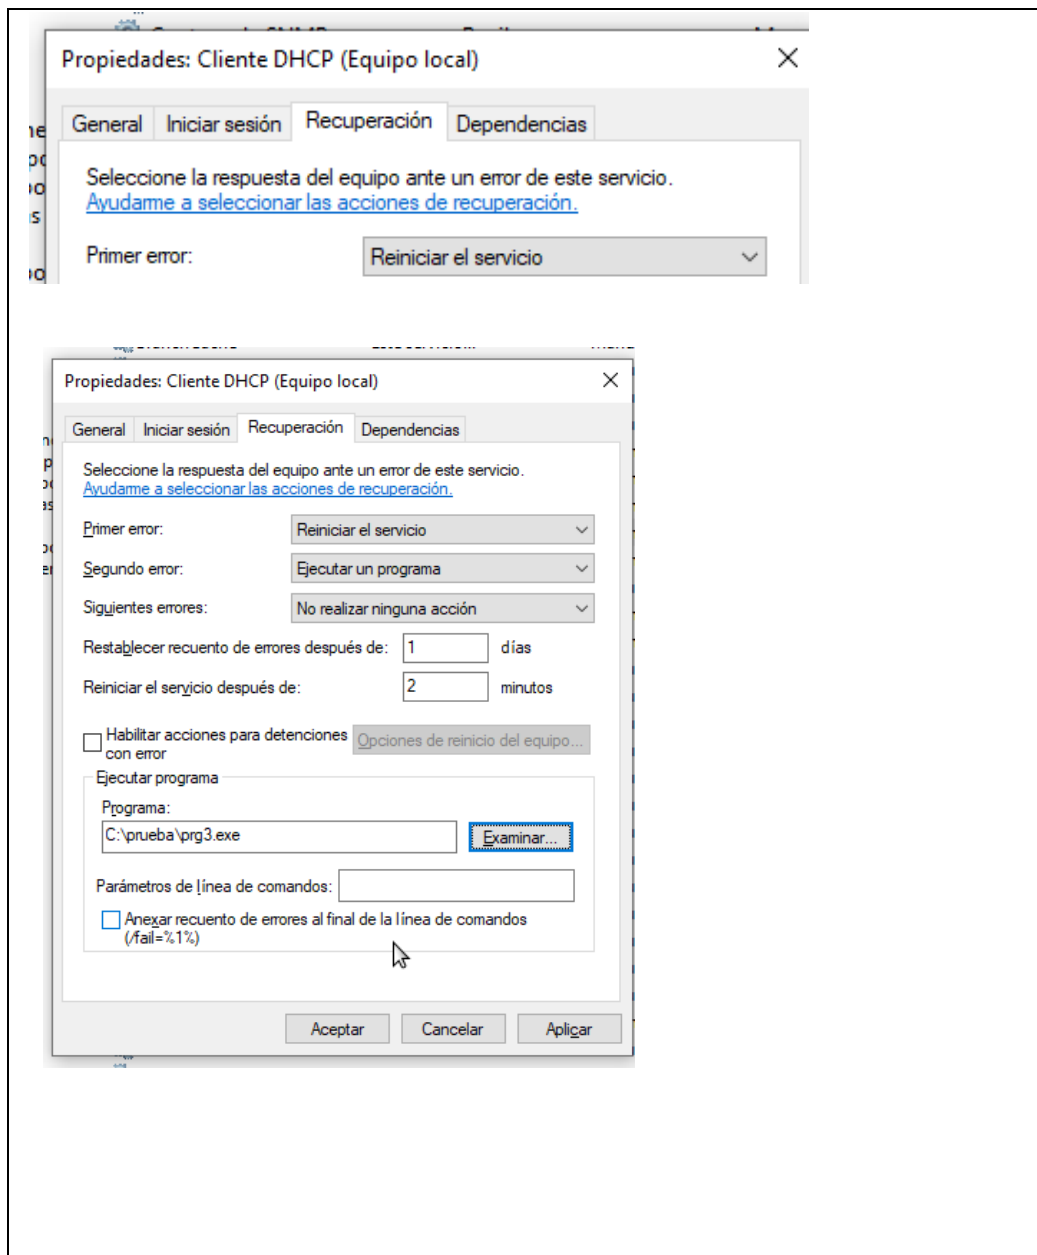 Propiedades: Cliente DHCP (Equipo local)
General Iniciar sesión Recuperación Dependencias
Seleccione la respuesta del equipo ante un error de este servicio.
Ayudarme a seleccionar las acciones de recuperación.
Primer error: Reiniciar el servicio
Propiedades: Cliente DHCP (Equipo local)
General Iniciar sesión Recuperación Dependencias
Seleccione la respuesta del equipo ante un error de este servicio.
Ayudarme a seleccionar las acciones de recuperación.
Primer error: Reiniciar el servicio
Segundo error: Ejecutar un programa
Siguientes errores: No realizar ninguna acción
Restablecer recuento de errores después de: 1 días
Reiniciar el servicio después de: 2 minutos
Habilitar acciones para detenciones
con error
Opciones de reinicio del equipo...
Ejecutar programa
Programa:
C:\prueba\prg3.exe Examinar...
Parámetros de línea de comandos:
Anexar recuento de errores al final de la línea de comandos
(/fail=%1%)
Aceptar Cancelar Aplicar